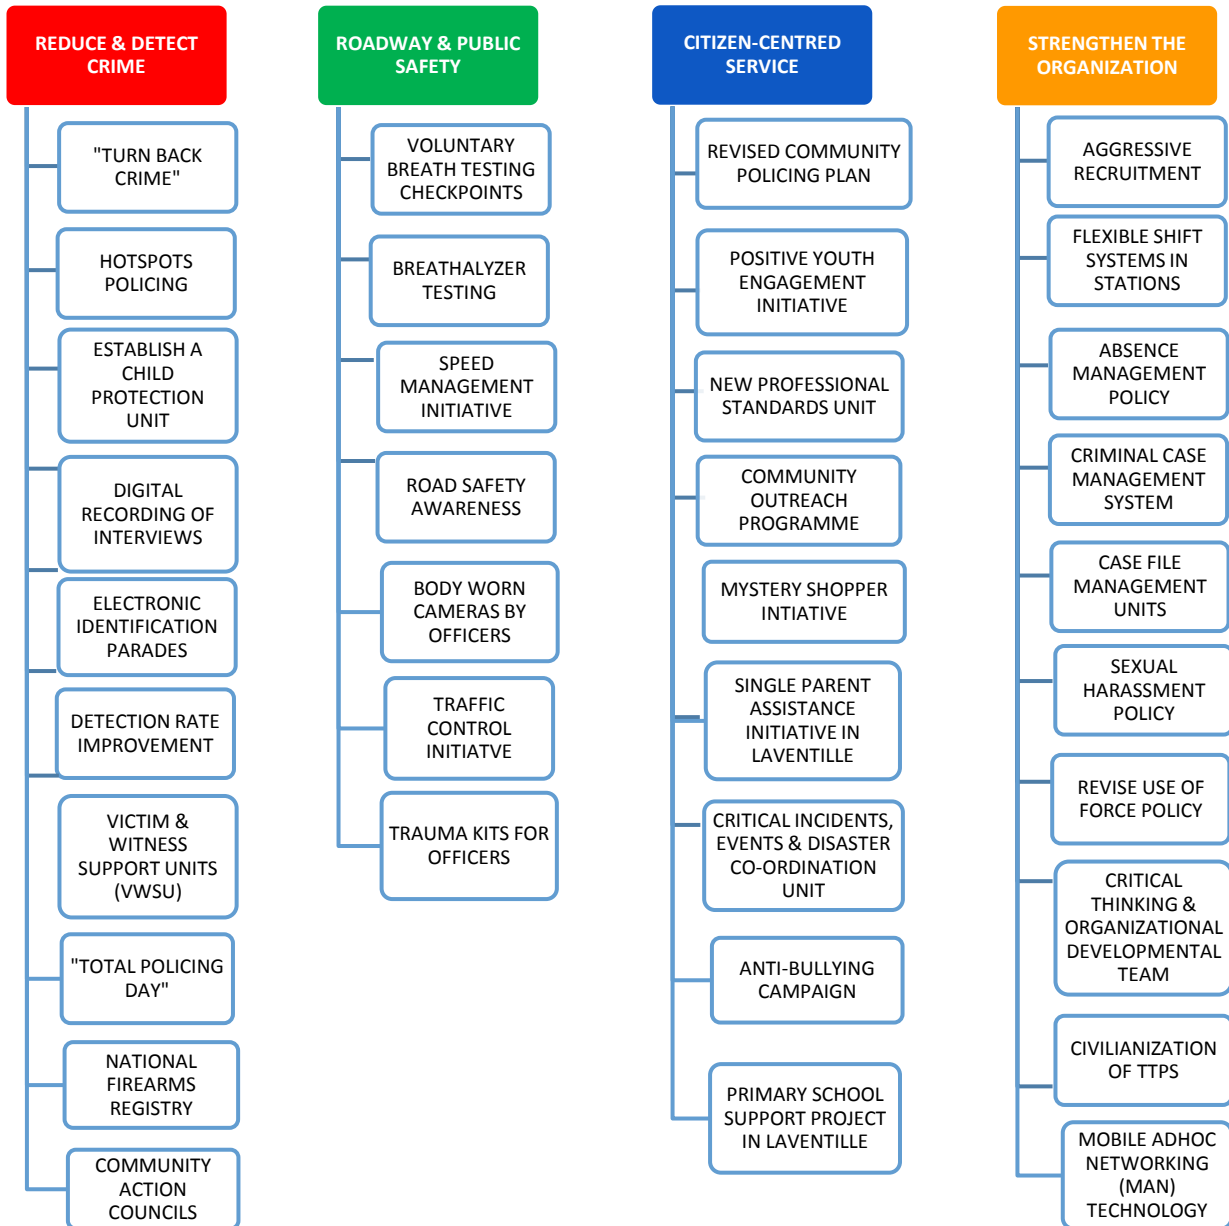 REDUCE & DETECT
CRIME
"TURN BACK
CRIME"
HOTSPOTS
POLICING
ESTABLISH A
CHILD
PROTECTION
UNIT
DIGITAL
RECORDING OF
INTERVIEWS
ELECTRONIC
IDENTIFICATION
PARADES
DETECTION RATE
IMPROVEMENT
VICTIM &
WITNESS
SUPPORT UNITS
(VWSU)
"TOTAL POLICING
DAY"
NATIONAL
FIREARMS
REGISTRY
COMMUNITY
ACTION
COUNCILS
ROADWAY & PUBLIC
SAFETY
VOLUNTARY
BREATH TESTING
CHECKPOINTS
BREATHALYZER
TESTING
SPEED
MANAGEMENT
INITIATIVE
ROAD SAFETY
AWARENESS
BODY WORN
CAMERAS BY
OFFICERS
TRAFFIC
CONTROL
INITIATVE
TRAUMA KITS FOR
OFFICERS
CITIZEN-CENTRED
SERVICE
REVISED COMMUNITY
POLICING PLAN
POSITIVE YOUTH
ENGAGEMENT
INITIATIVE
NEW PROFESSIONAL
STANDARDS UNIT
COMMUNITY
OUTREACH
PROGRAMME
MYSTERY SHOPPER
INTIATIVE
SINGLE PARENT
ASSISTANCE
INITIATIVE IN
LAVENTILLE
CRITICAL INCIDENTS,
EVENTS & DISASTER
CO-ORDINATION
UNIT
ANTI-BULLYING
CAMPAIGN
PRIMARY SCHOOL
SUPPORT PROJECT
IN LAVENTILLE
STRENGTHEN THE
ORGANIZATION
AGGRESSIVE
RECRUITMENT
FLEXIBLE SHIFT
SYSTEMS IN
STATIONS
ABSENCE
MANAGEMENT
POLICY
CRIMINAL CASE
MANAGEMENT
SYSTEM
CASE FILE
MANAGEMENT
UNITS
SEXUAL
HARASSMENT
POLICY
REVISE USE OF
FORCE POLICY
CRITICAL
THINKING &
ORGANIZATIONAL
DEVELOPMENTAL
TEAM
CIVILIANIZATION
OF TTPS
MOBILE ADHOC
NETWORKING
(MAN)
TECHNOLOGY